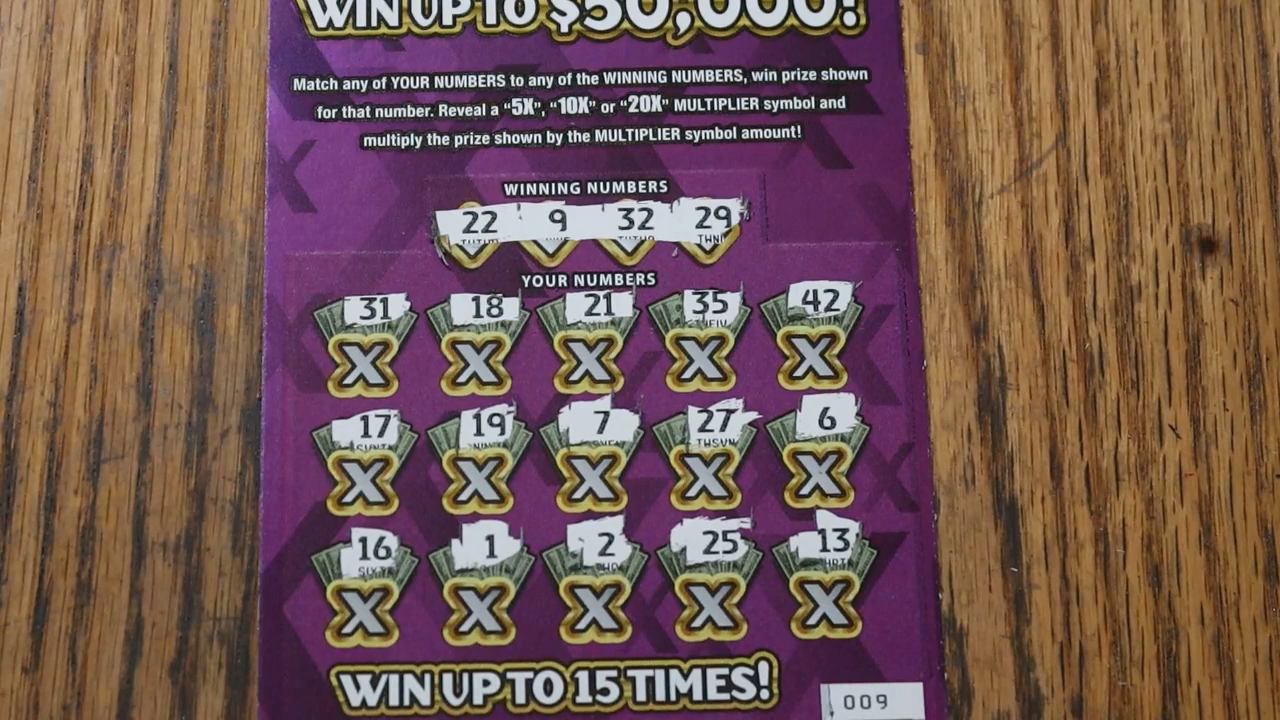 WIN UP TO $50,000!
Match any of YOUR NUMBERS to any of the WINNING NUMBERS, win prize shown
for that number. Reveal a “5X”, “10X” or “20X” MULTIPLIER symbol and
multiply the prize shown by the MULTIPLIER symbol amount!
WINNING NUMBERS
22 9 32 29
YOUR NUMBERS
31 18 21 35 42
X X X X X
17 19 7 27 6
THSVN
X X X X X
16 1 2 25 13
X X X X X
WIN UP TO 15 TIMES!
009